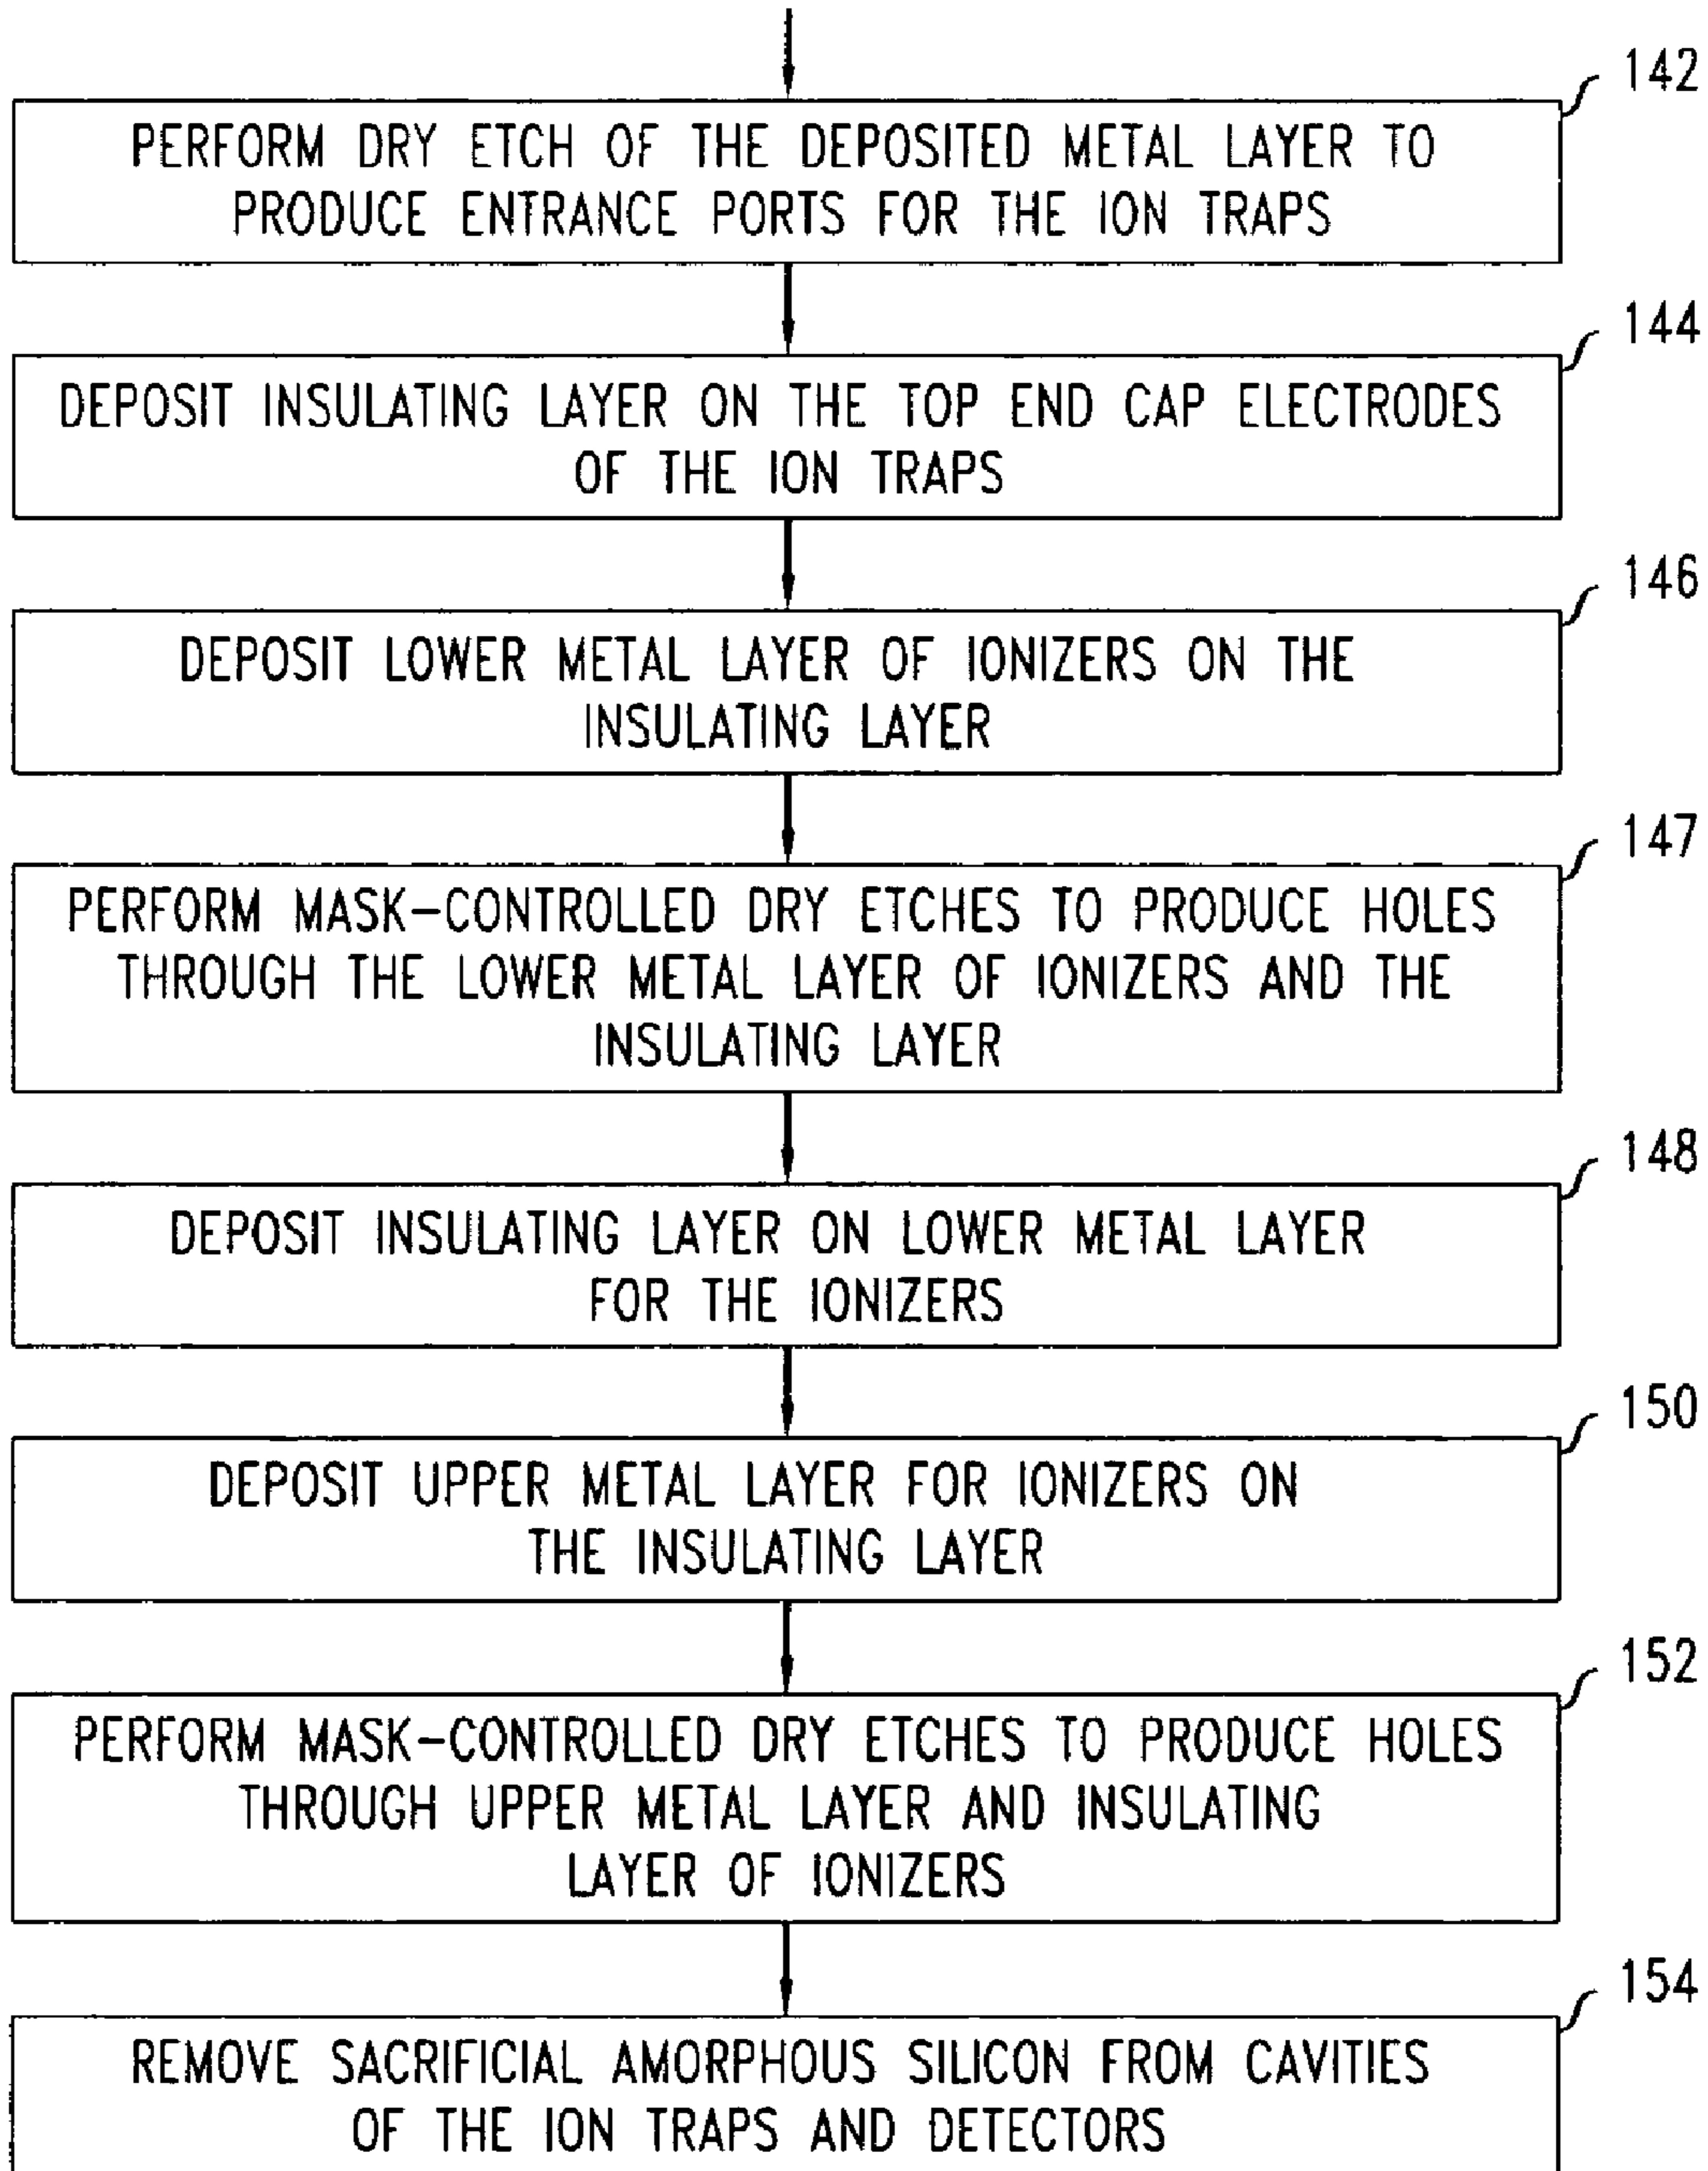 142
PERFORM DRY ETCH OF THE DEPOSITED METAL LAYER TO
PRODUCE ENTRANCE PORTS FOR THE ION TRAPS
144
DEPOSIT INSULATING LAYER ON THE TOP END CAP ELECTRODES
OF THE ION TRAPS
146
DEPOSIT LOWER METAL LAYER OF IONIZERS ON THE
INSULATING LAYER
147
PERFORM MASK-CONTROLLED DRY ETCHES TO PRODUCE HOLES
THROUGH THE LOWER METAL LAYER OF IONIZERS AND THE
INSULATING LAYER
148
DEPOSIT INSULATING LAYER ON LOWER METAL LAYER
FOR THE IONIZERS
150
DEPOSIT UPPER METAL LAYER FOR IONIZERS ON
THE INSULATING LAYER
152
PERFORM MASK-CONTROLLED DRY ETCHES TO PRODUCE HOLES
THROUGH UPPER METAL LAYER AND INSULATING
LAYER OF IONIZERS
154
REMOVE SACRIFICIAL AMORPHOUS SILICON FROM CAVITIES
OF THE ION TRAPS AND DETECTORS